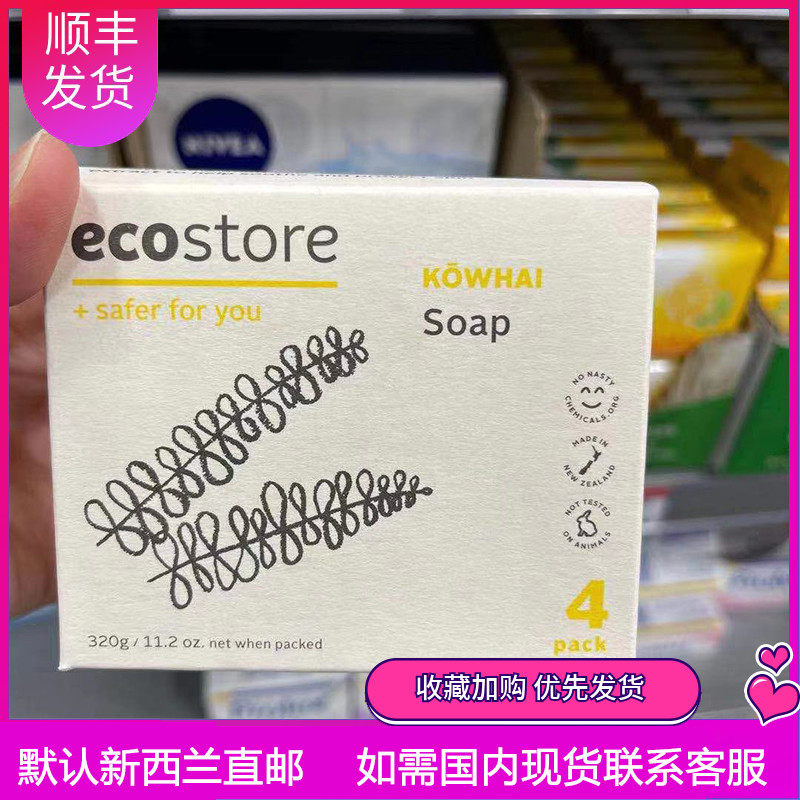 顺丰
发货
NIVEA
ecostore
+ safer for you
KŌWHAI
Soap
NO NASTY
CHEMICALS.ORG
MADE IN
NEW ZEALAND
NOT TESTED
ON ANIMALS
4
pack
320g / 11.2 oz. net when packed
收藏加购 优先发货
默认新西兰直邮 如需国内现货联系客服